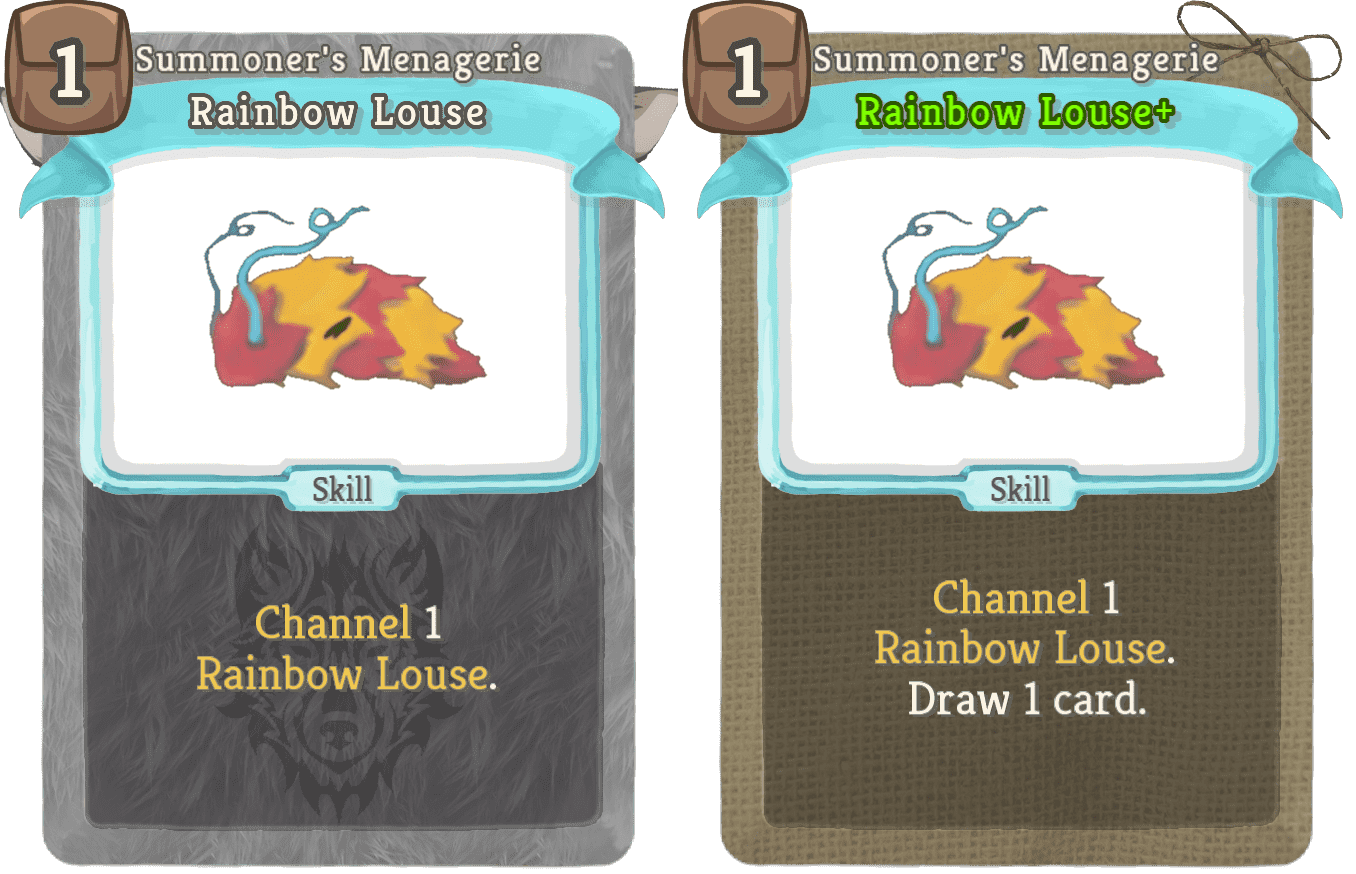 1
Summoner's Menagerie
Rainbow Louse
Skill
Channel 1
Rainbow Louse.
1
Summoner's Menagerie
Rainbow Louse+
Skill
Channel 1
Rainbow Louse.
Draw 1 card.